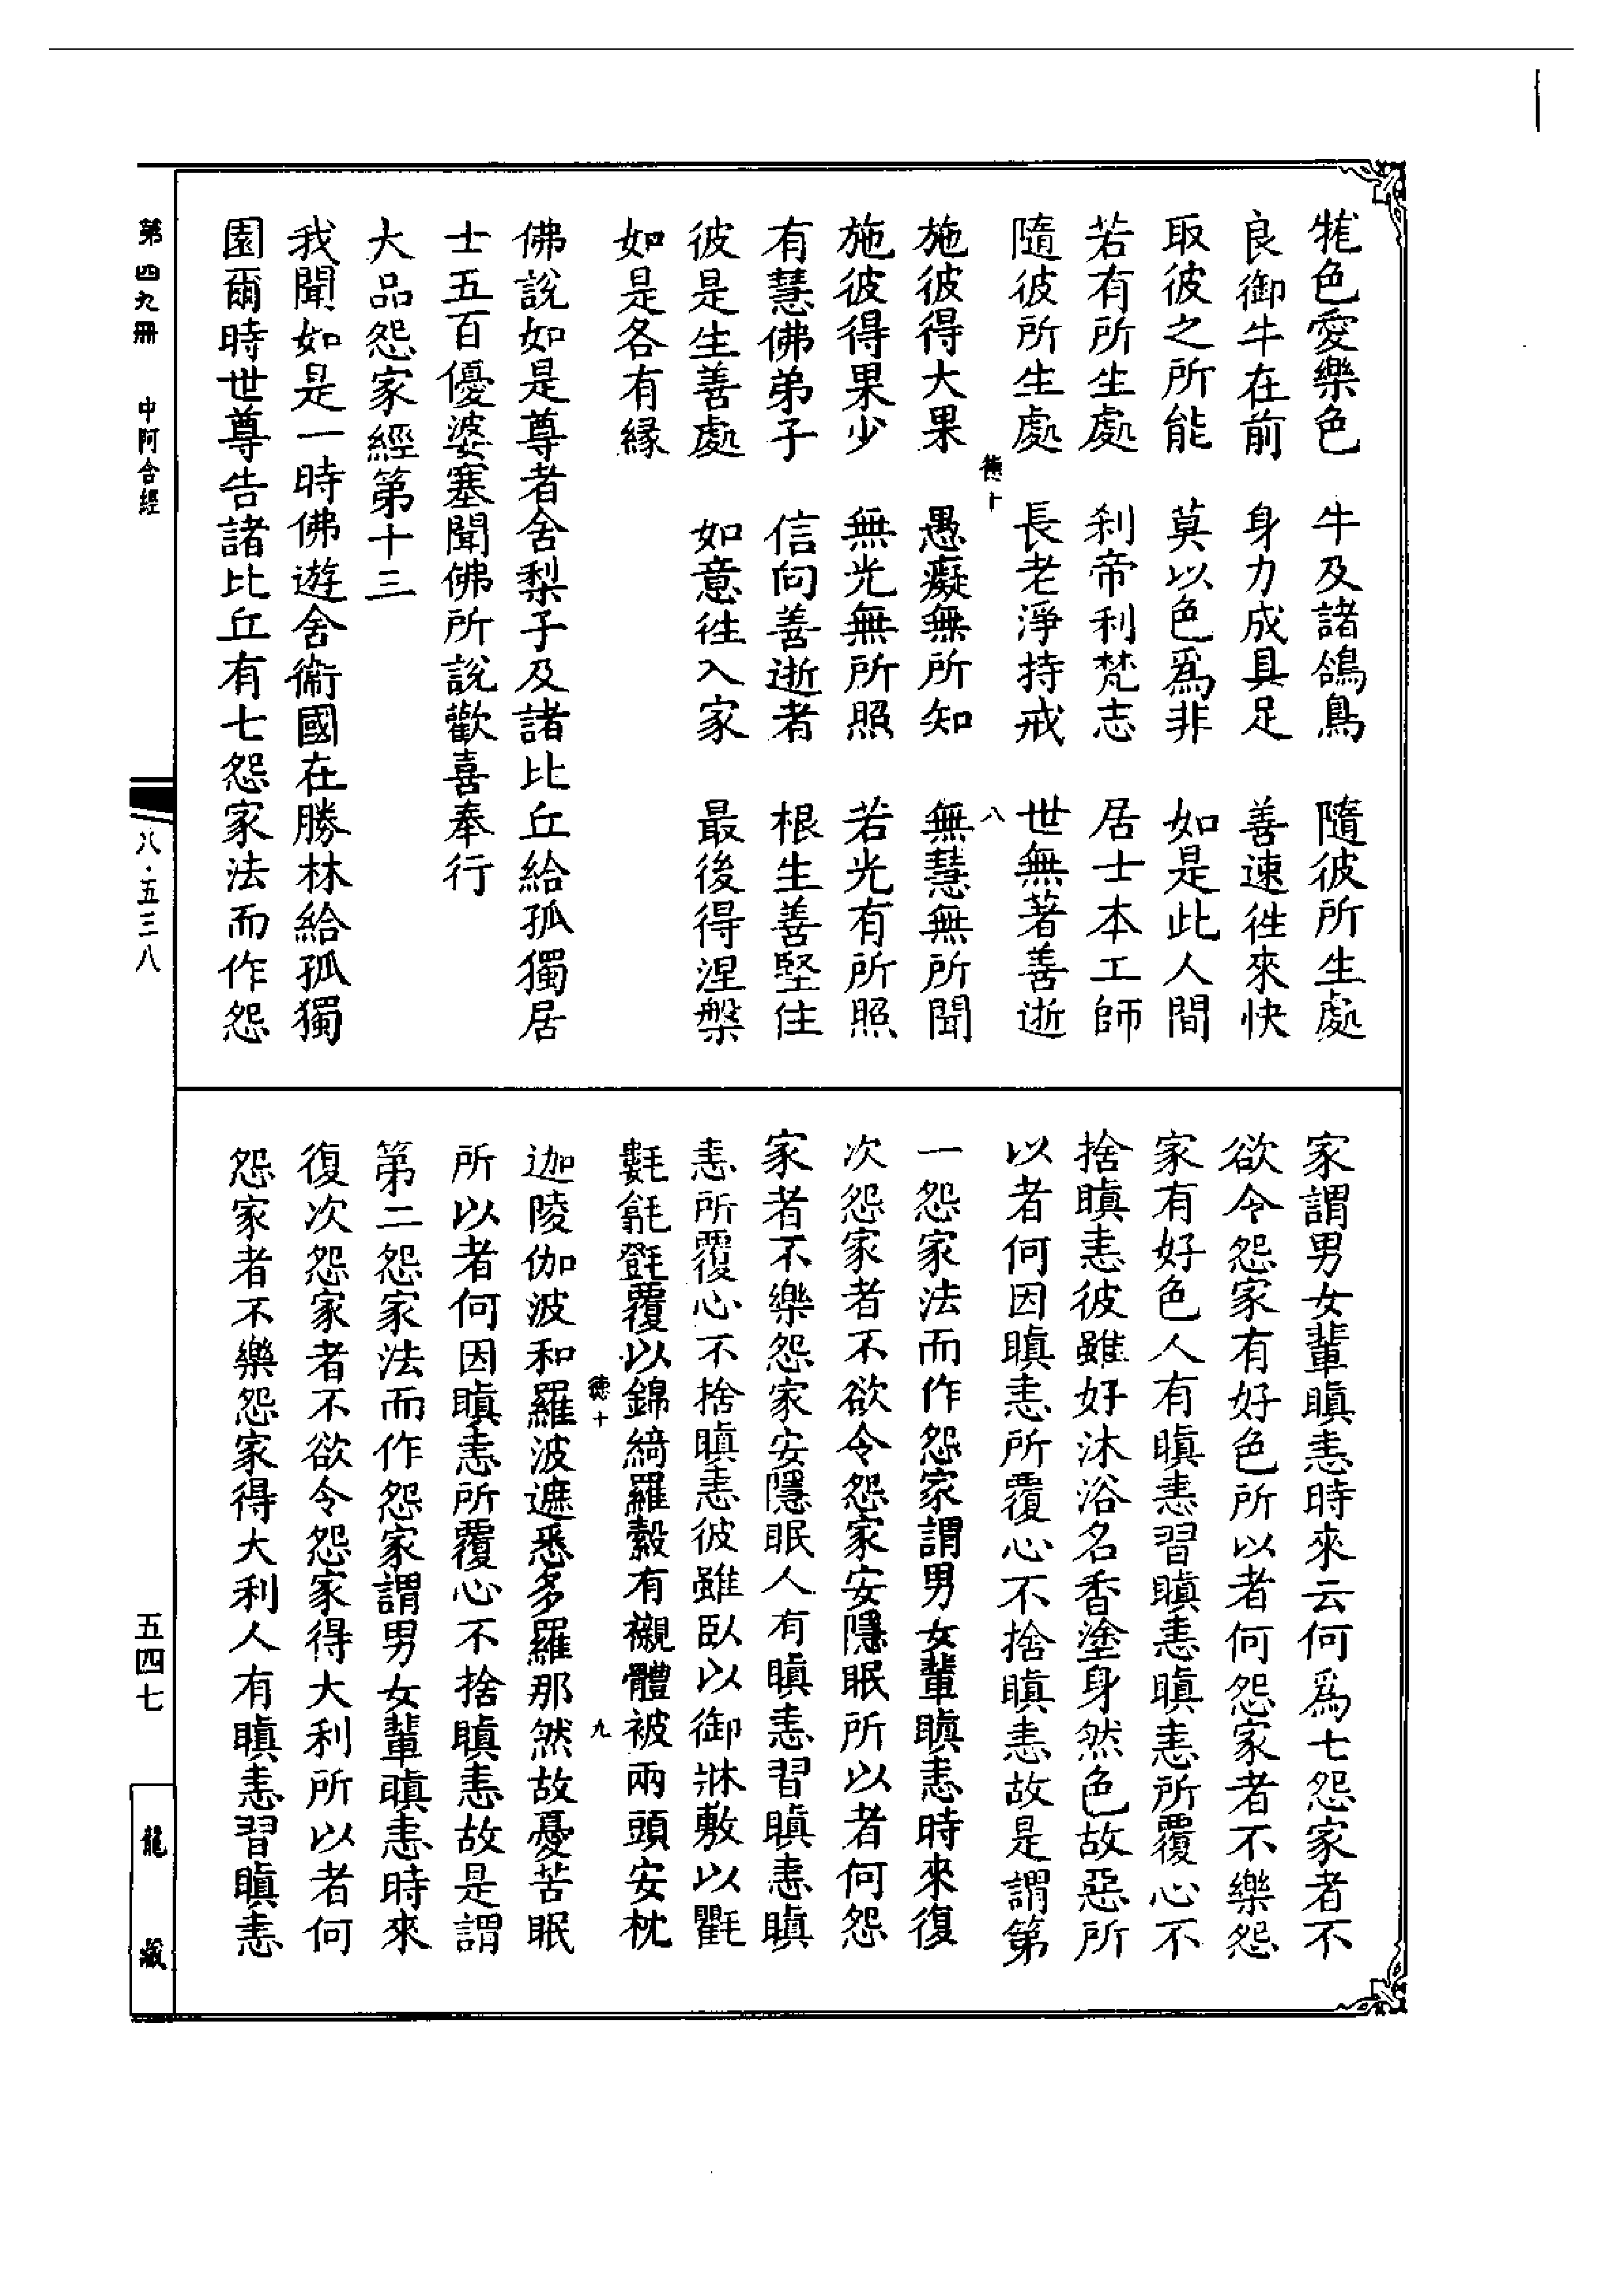 牻色愛樂色　牛及諸鴿鳥　隨彼所生處
良御牛在前　身力成具足　善速徃來快
取彼之所能　莫以色爲非　如是此人間
若有所生處　刹帝利梵志　居士本工師
隨彼所生處　長老淨持戒　世無著善逝
德十　八
施彼得大果　愚癡無所知　無慧無所聞
施彼得果少　無光無所照　若光有所照
有慧佛弟子　信向善逝者　根生善堅住
彼是生善處　如意徃入家　最後得涅槃
如是各有緣
佛說如是尊者舍梨子及諸比丘給孤獨居
士五百優婆塞聞佛所說歡喜奉行
大品怨家經第十三
我聞如是一時佛遊舍衞國在勝林給孤獨
園爾時世尊告諸比丘有七怨家法而作怨
家謂男女輩瞋恚時來云何爲七怨家者不
欲令怨家有好色所以者何怨家者不樂怨
家有好色人有瞋恚習瞋恚瞋恚所覆心不
捨瞋恚彼雖好沐浴名香塗身然色故惡所
以者何因瞋恚所覆心不捨瞋恚故是謂第
一怨家法而作怨家謂男女輩瞋恚時來復
次怨家者不欲令怨家安隱眠所以者何怨
家者不樂怨家安隱眠人有瞋恚習瞋恚瞋
恚所覆心不捨瞋恚彼雖臥以御牀敷以氍
氀毹㲪覆以錦綺羅縠有襯體被兩頭安枕
德十　九
迦陵伽波和羅波遮悉多羅那然故憂苦眠
所以者何因瞋恚所覆心不捨瞋恚故是謂
第二怨家法而作怨家謂男女輩瞋恚時來
復次怨家者不欲令怨家得大利所以者何
怨家者不樂怨家得大利人有瞋恚習瞋恚
第四九冊　中阿含經
八·五三八
五四七
龍藏